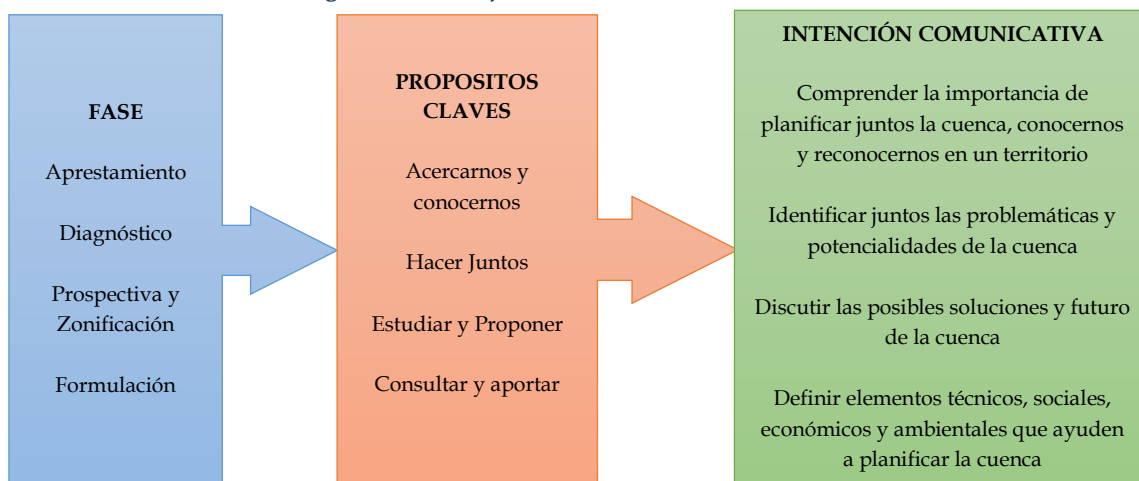 FASE
Aprestamiento
Diagnóstico
Prospectiva y
Zonificación
Formulación
PROPOSITOS
CLAVES
Acercarnos y
conocernos
Hacer Juntos
Estudiar y Proponer
Consultar y aportar
INTENCIÓN COMUNICATIVA
Comprender la importancia de
planificar juntos la cuenca, conocernos
y reconocernos en un territorio
Identificar juntos las problemáticas y
potencialidades de la cuenca
Discutir las posibles soluciones y futuro
de la cuenca
Definir elementos técnicos, sociales,
económicos y ambientales que ayuden
a planificar la cuenca